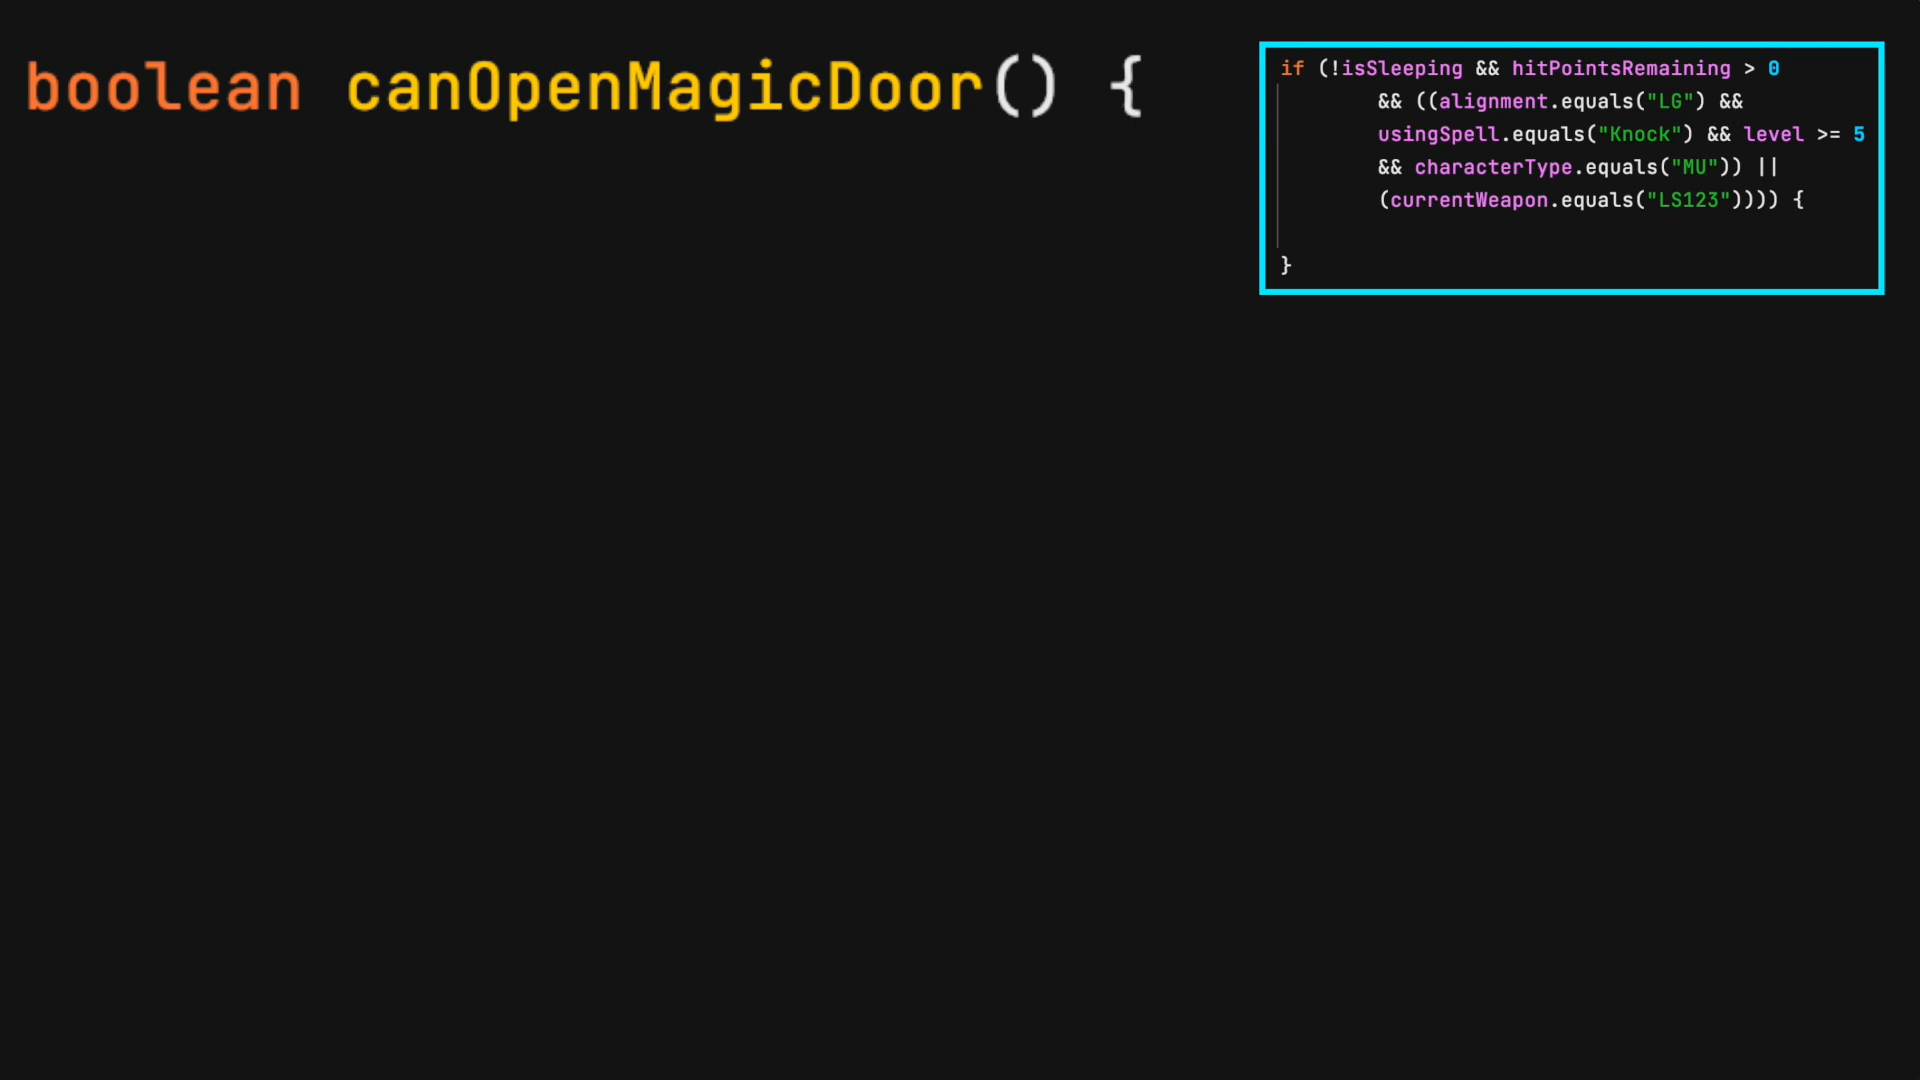 boolean canOpenMagicDoor() {
if (!isSleeping && hitPointsRemaining > 0
&& ((alignment.equals("LG") &&
usingSpell.equals("Knock") && level >= 5
&& characterType.equals("MU")) ||
(currentWeapon.equals("LS123")))) {
}